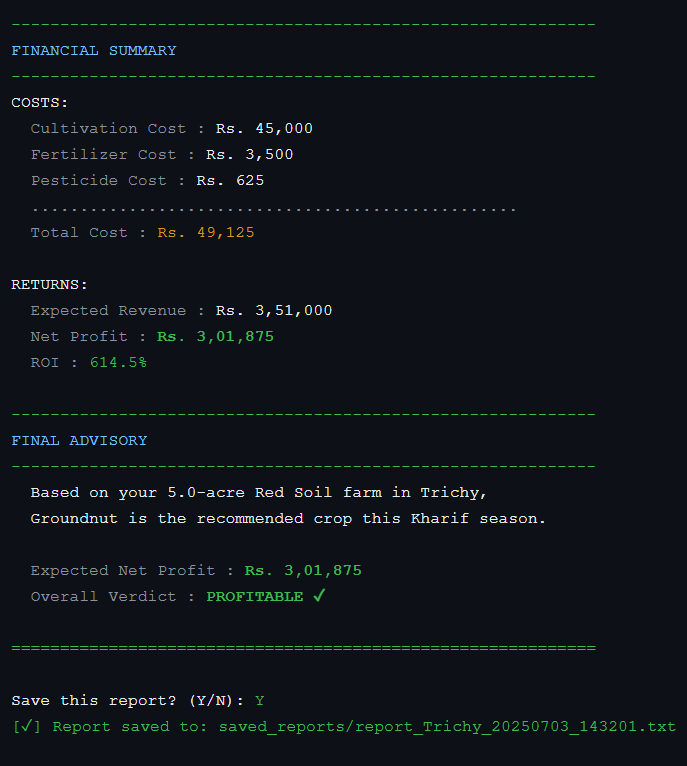 ------------------------------------------------------------
FINANCIAL SUMMARY
------------------------------------------------------------
COSTS:
Cultivation Cost : Rs. 45,000
Fertilizer Cost : Rs. 3,500
Pesticide Cost : Rs. 625
..................................................
Total Cost : Rs. 49,125
RETURNS:
Expected Revenue : Rs. 3,51,000
Net Profit : Rs. 3,01,875
ROI : 614.5%
------------------------------------------------------------
FINAL ADVISORY
------------------------------------------------------------
Based on your 5.0-acre Red Soil farm in Trichy,
Groundnut is the recommended crop this Kharif season.
Expected Net Profit : Rs. 3,01,875
Overall Verdict : PROFITABLE ✓
============================================================
Save this report? (Y/N): Y
[✓] Report saved to: saved_reports/report_Trichy_20250703_143201.txt